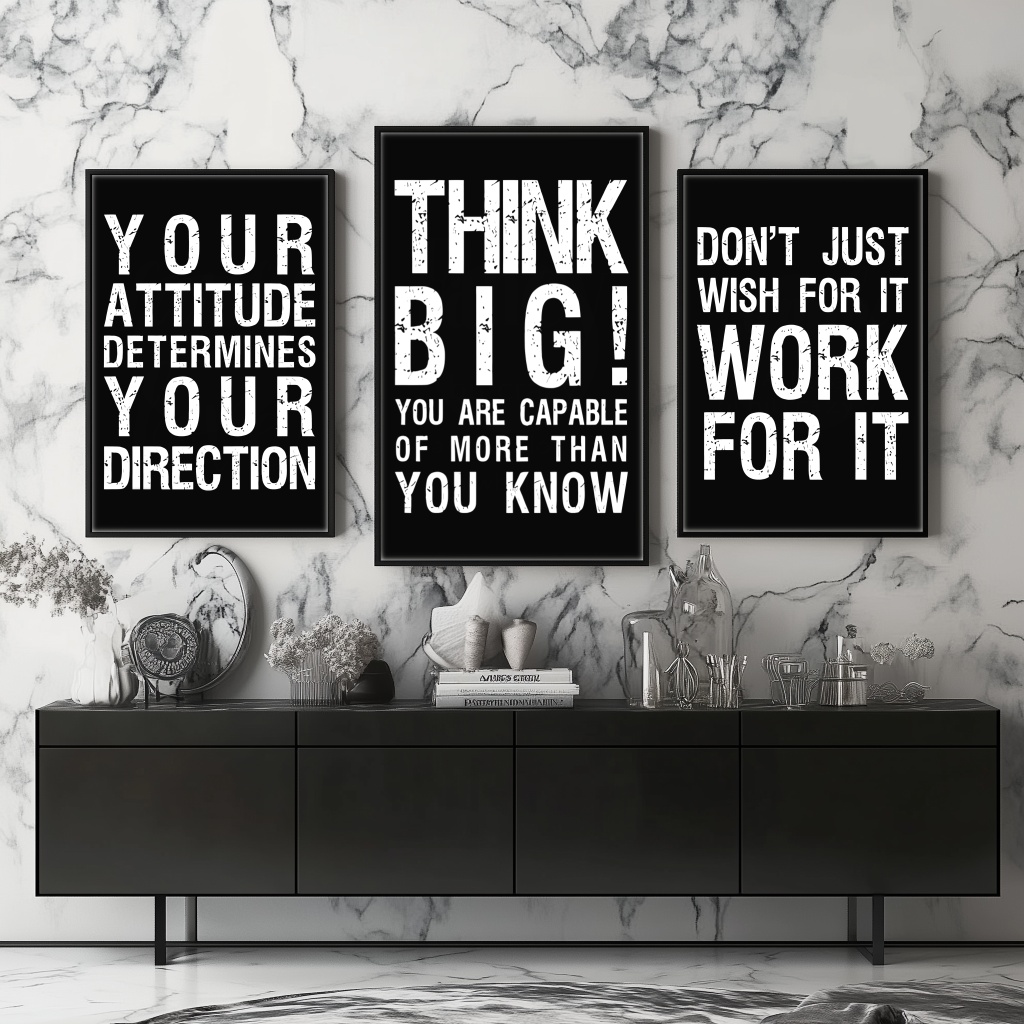 YOUR
ATTITUDE
DETERMINES
YOUR
DIRECTION
THINK
BIG!
YOU ARE CAPABLE
OF MORE THAN
YOU KNOW
DON'T JUST
WISH FOR IT
WORK
FOR IT